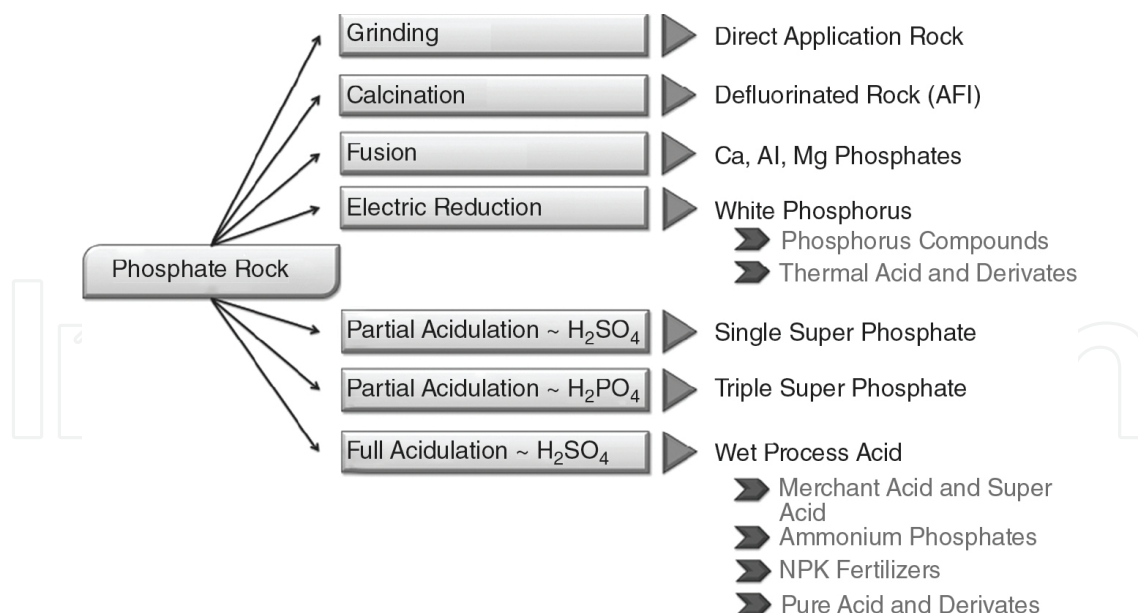 Grinding
Direct Application Rock
Calcination
Defluorinated Rock (AFI)
Fusion
Ca, AI, Mg Phosphates
Electric Reduction
White Phosphorus
Phosphorus Compounds
Thermal Acid and Derivates
Phosphate Rock
Partial Acidulation ~ H₂SO₄
Single Super Phosphate
Partial Acidulation ~ H₂PO₄
Triple Super Phosphate
Full Acidulation ~ H₂SO₄
Wet Process Acid
Merchant Acid and Super
Acid
Ammonium Phosphates
NPK Fertilizers
Pure Acid and Derivates